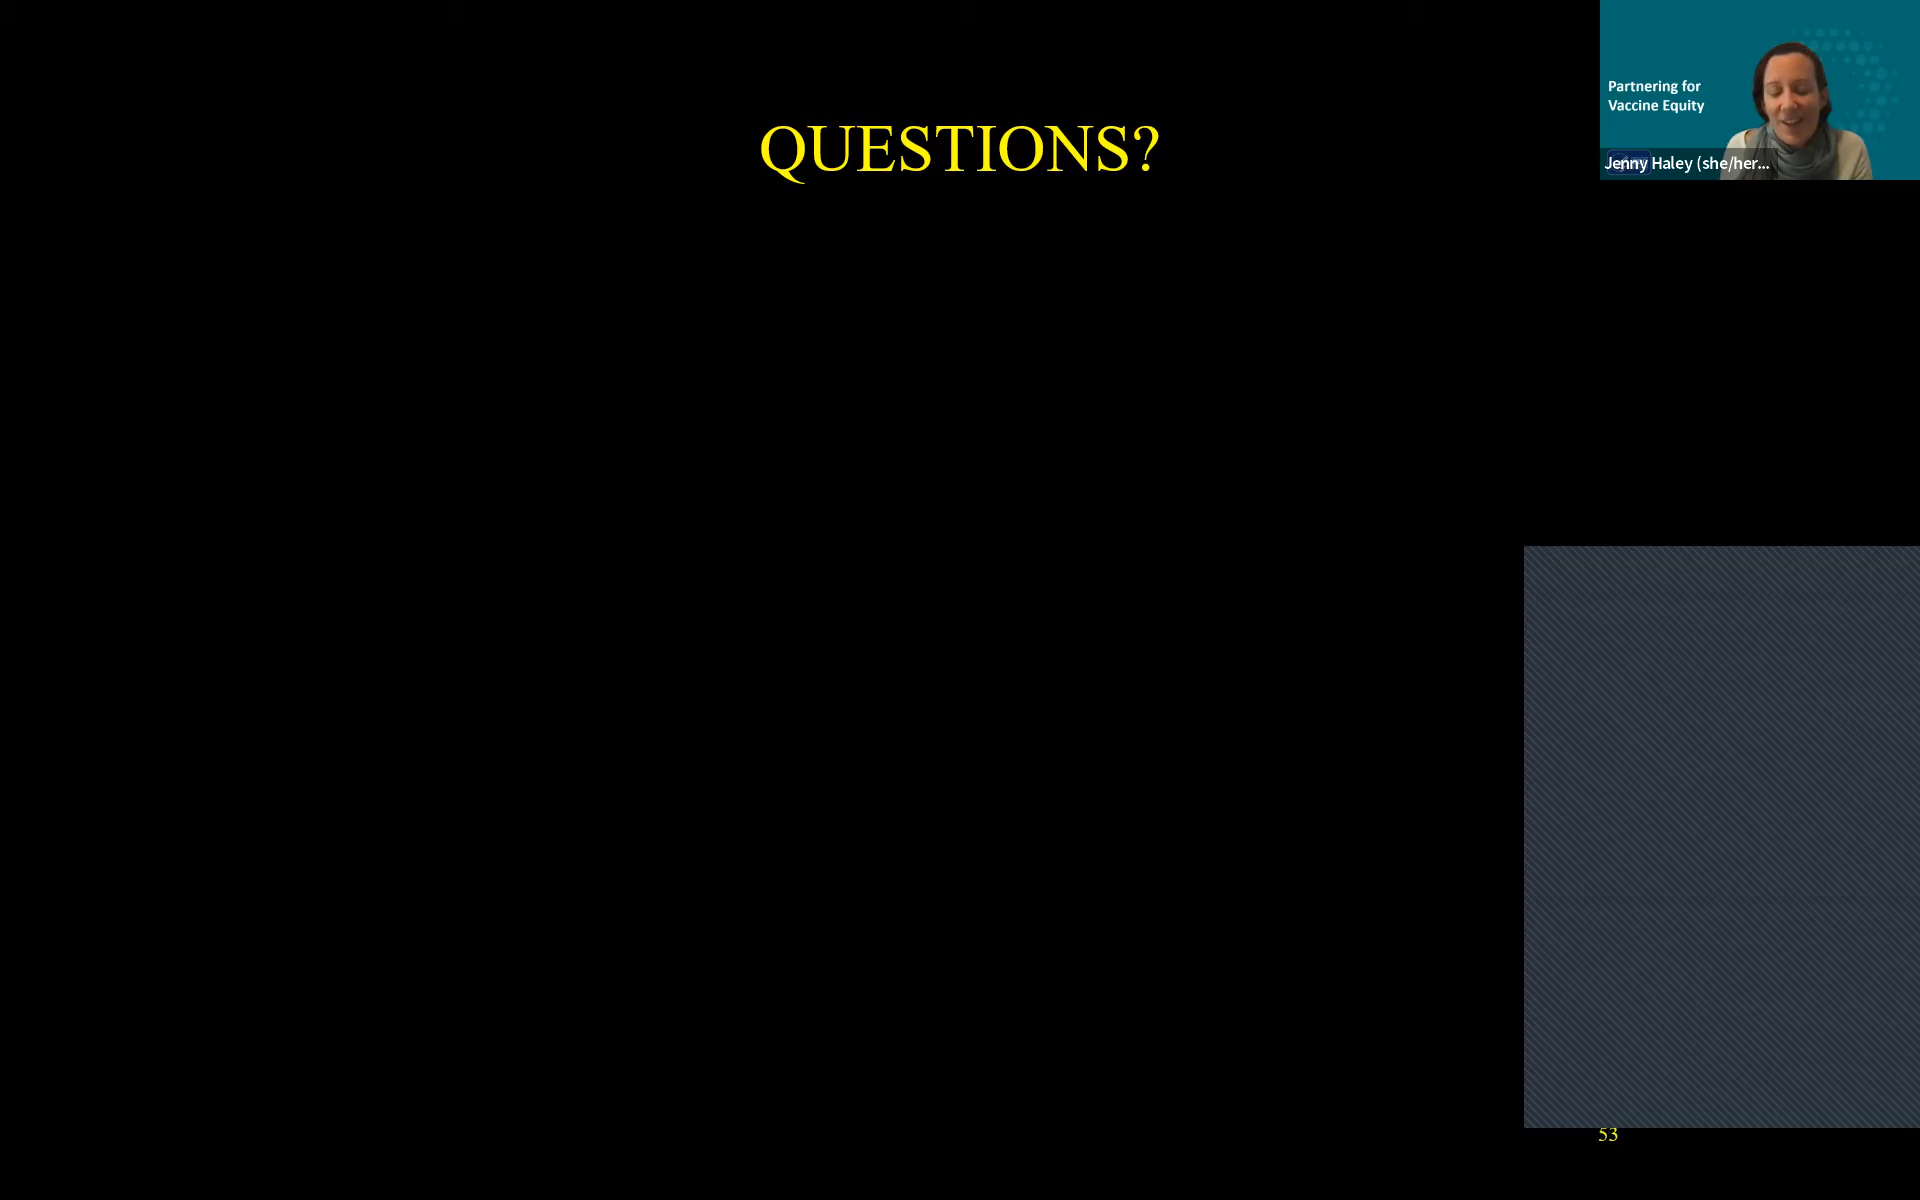 QUESTIONS?
Partnering for
Vaccine Equity
Jenny Haley (she/her...
53